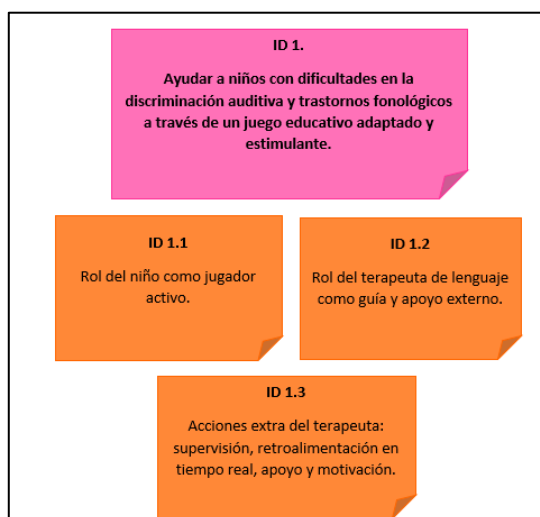 ID 1.
Ayudar a niños con dificultades en la
discriminación auditiva y trastornos fonológicos
a través de un juego educativo adaptado y
estimulante.
ID 1.1
Rol del niño como jugador
activo.
ID 1.2
Rol del terapeuta de lenguaje
como guía y apoyo externo.
ID 1.3
Acciones extra del terapeuta:
supervisión, retroalimentación en
tiempo real, apoyo y motivación.